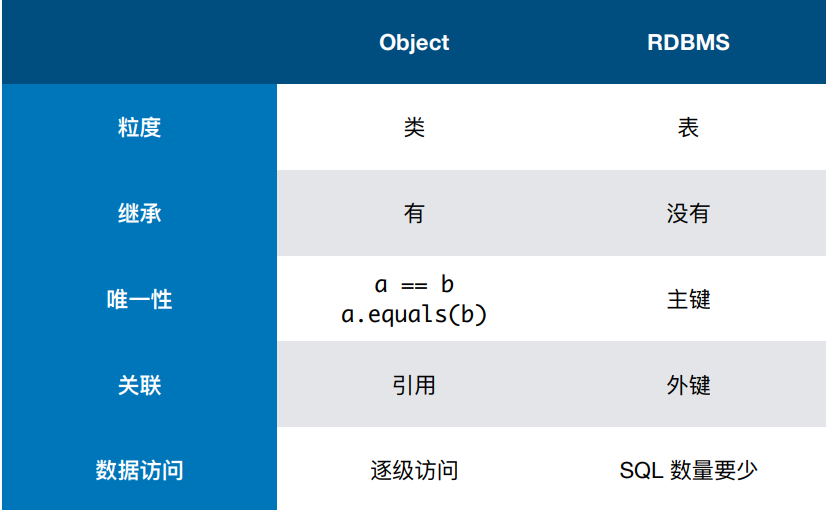 Object RDBMS
粒度 类 表
继承 有 没有
唯一性 a == b 主键
a.equals(b)
关联 引用 外键
数据访问 逐级访问 SQL 数量要少